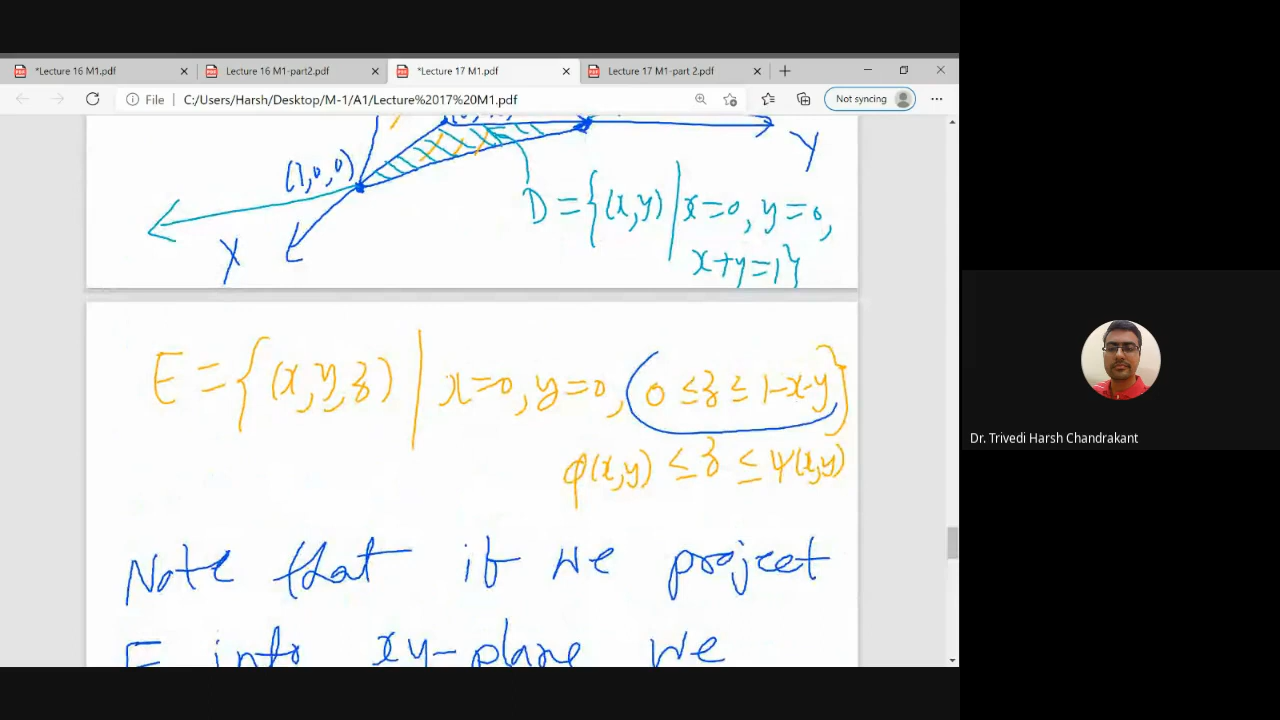 *Lecture 16 M1.pdf
Lecture 16 M1-part2.pdf
*Lecture 17 M1.pdf
Lecture 17 M1-part 2.pdf
File
C:/Users/Harsh/Desktop/M-1/A1/Lecture%2017%20M1.pdf
Not syncing
Y
(1,0,0)
D = {(x,y) | x=0, y=0,
x+y=1}
X
E = {(x,y,z) | x=0, y=0, 0 ≤ z ≤ 1-x-y}
φ(x,y) ≤ z ≤ ψ(x,y)
Note that if we project
E into xy-plane we
Dr. Trivedi Harsh Chandrakant